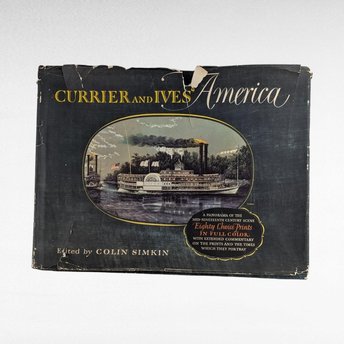 CURRIER AND IVES' America
A PANORAMA OF THE
MID-NINETEENTH CENTURY SCENE
Eighty Choice Prints
IN FULL COLOR,
WITH EXTENDED COMMENTARY
ON THE PRINTS AND THE TIMES
WHICH THEY PORTRAY
Edited by COLIN SIMKIN